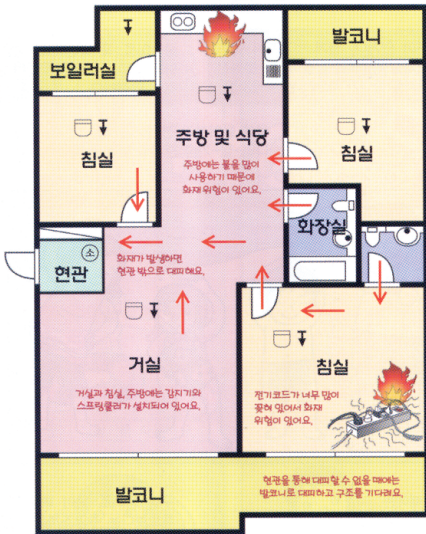 발코니
보일러실
주방 및 식당
침실
침실
주방에는 불을 많이
사용하기 때문에
화재 위험이 있어요.
화장실
화재가 발생하면
현관 밖으로 대피해요.
소
현관
거실
침실
거실과 침실, 주방에는 감지기와
스프링클러가 설치되어 있어요.
전기코드가 너무 많이
꽂혀 있어서 화재
위험이 있어요.
발코니
현관을 통해 대피할 수 없을 때에는
발코니로 대피하고 구조를 기다려요.